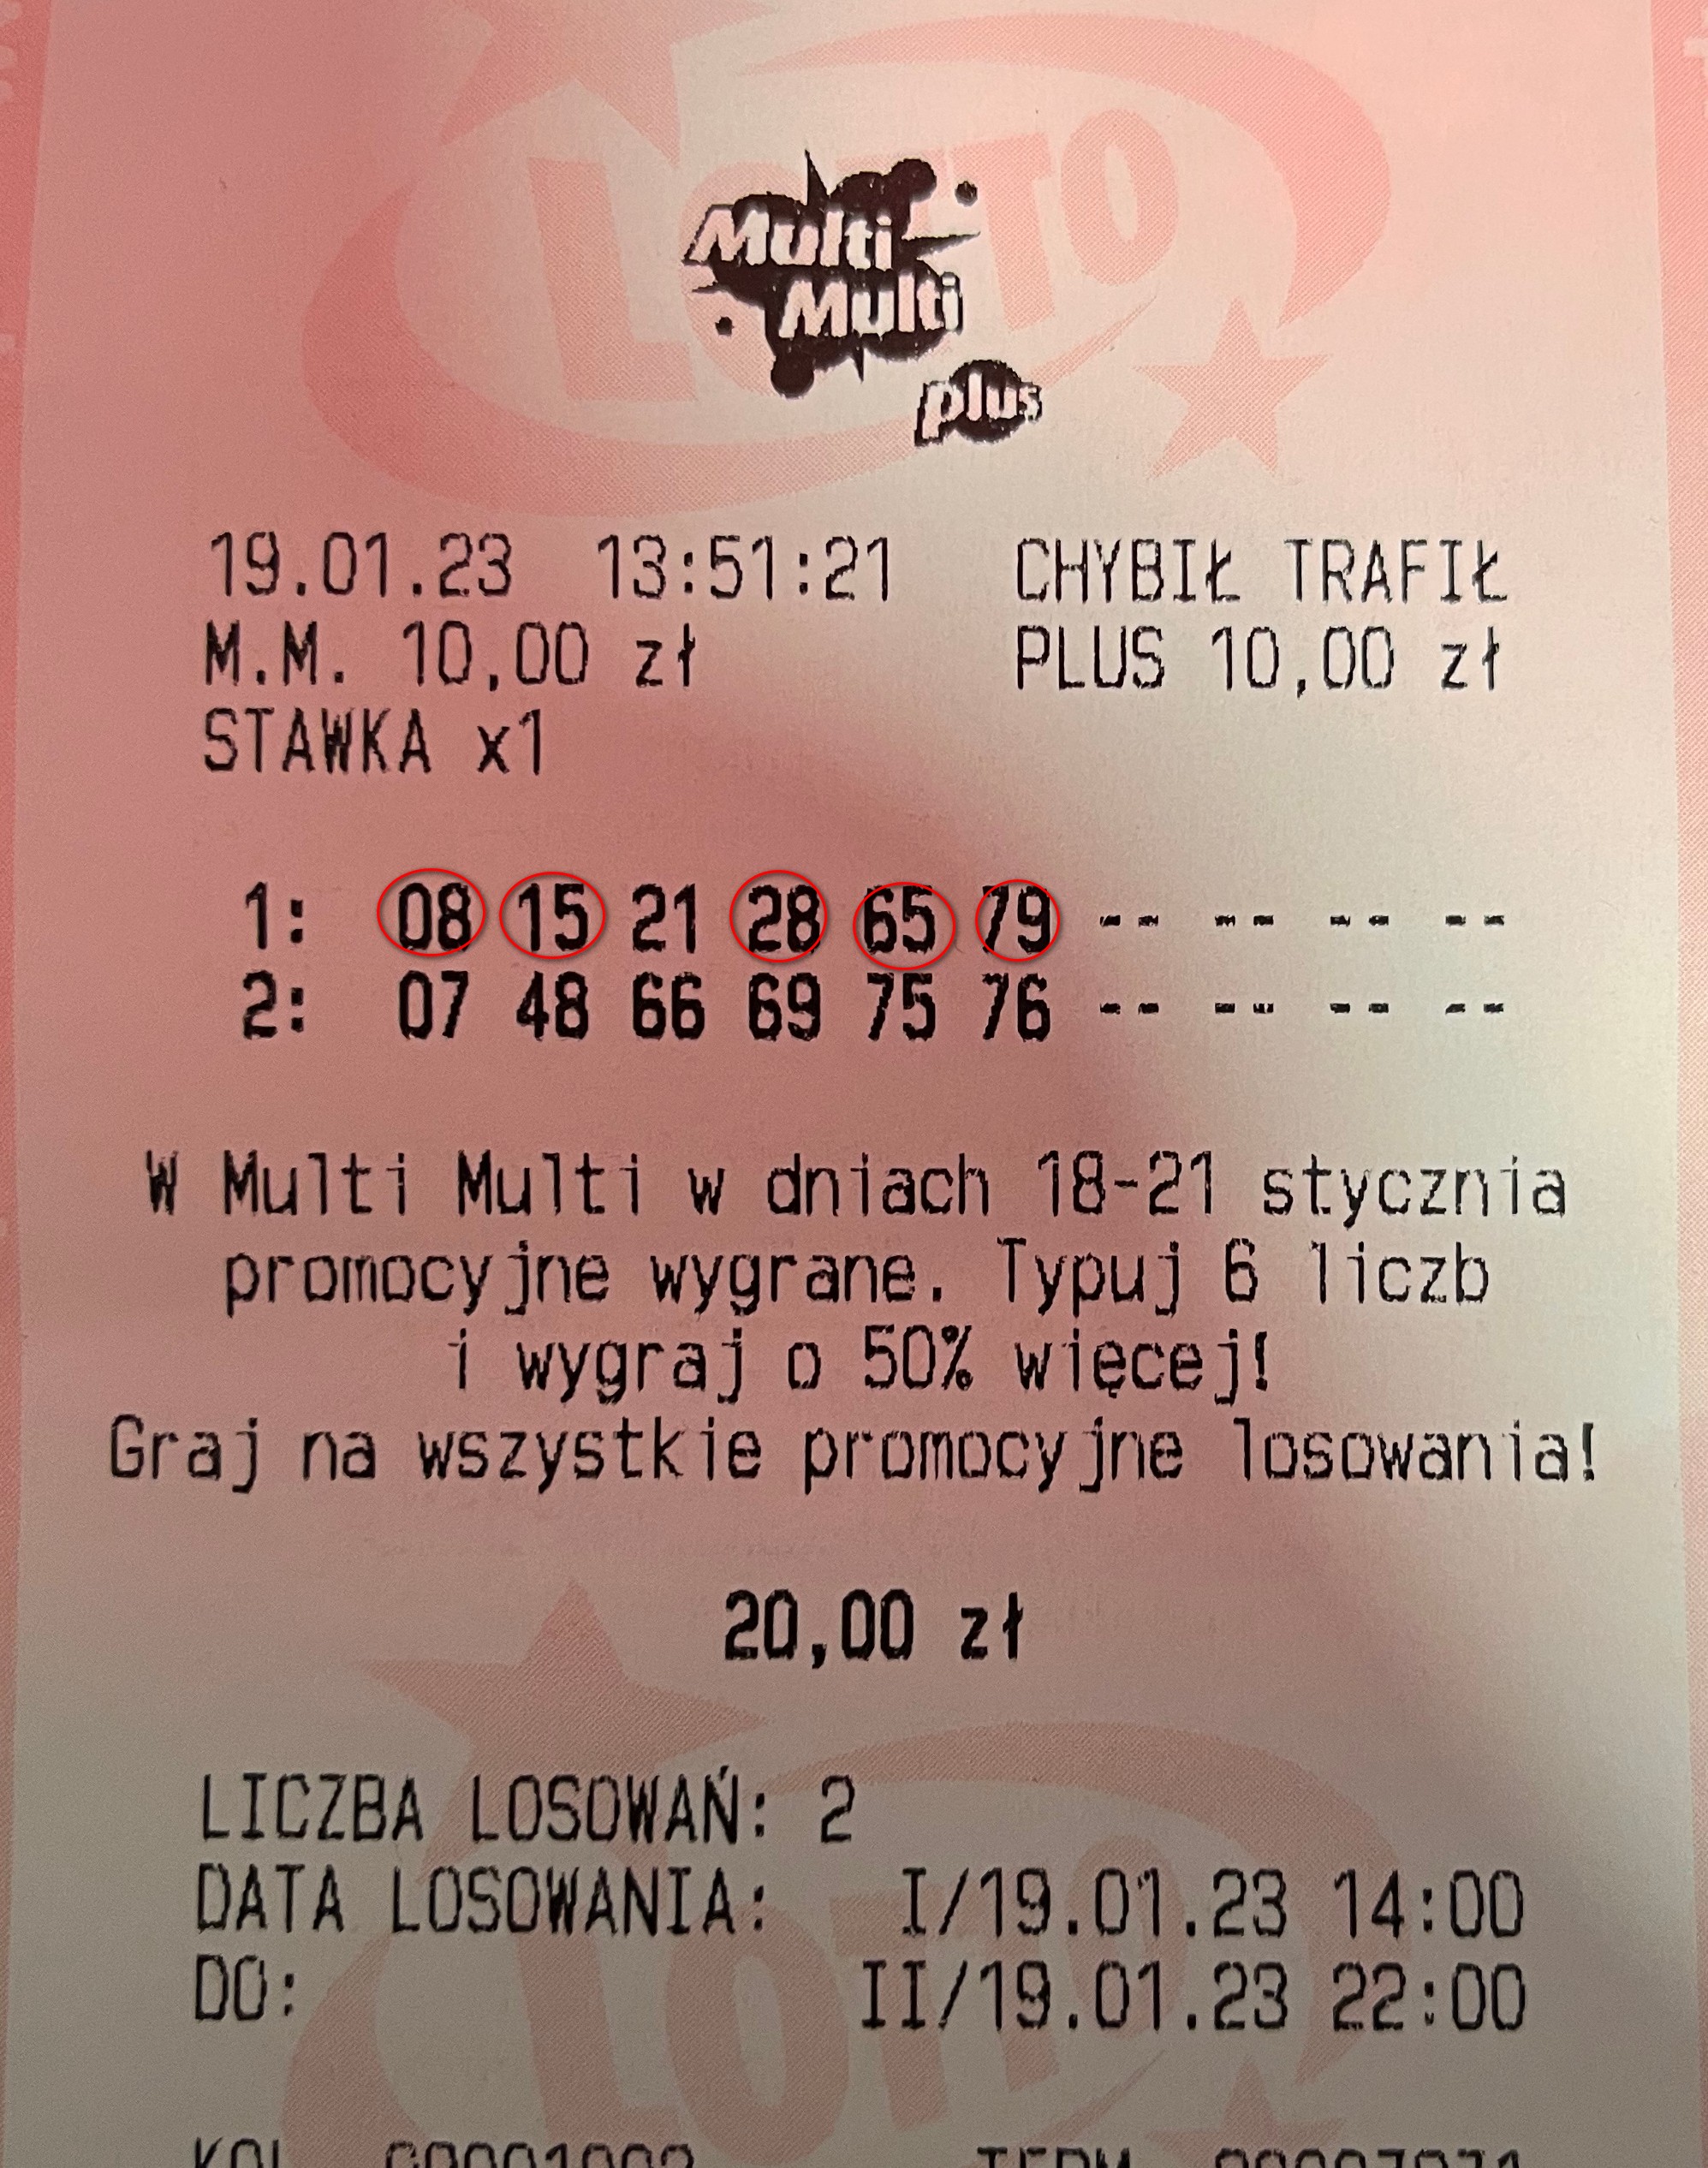 LOTTO
Multi
Multi
plus
19.01.23 13:51:21 CHYBIŁ TRAFIŁ
M.M. 10,00 zł PLUS 10,00 zł
STAWKA x1
1: 08 15 21 28 65 79 -- -- -- --
2: 07 48 66 69 75 76 -- -- -- --
W Multi Multi w dniach 18-21 stycznia
promocyjne wygrane. Typuj 6 liczb
i wygraj o 50% więcej!
Graj na wszystkie promocyjne losowania!
20,00 zł
LICZBA LOSOWAŃ: 2
DATA LOSOWANIA: I/19.01.23 14:00
DO: II/19.01.23 22:00
LOTTO